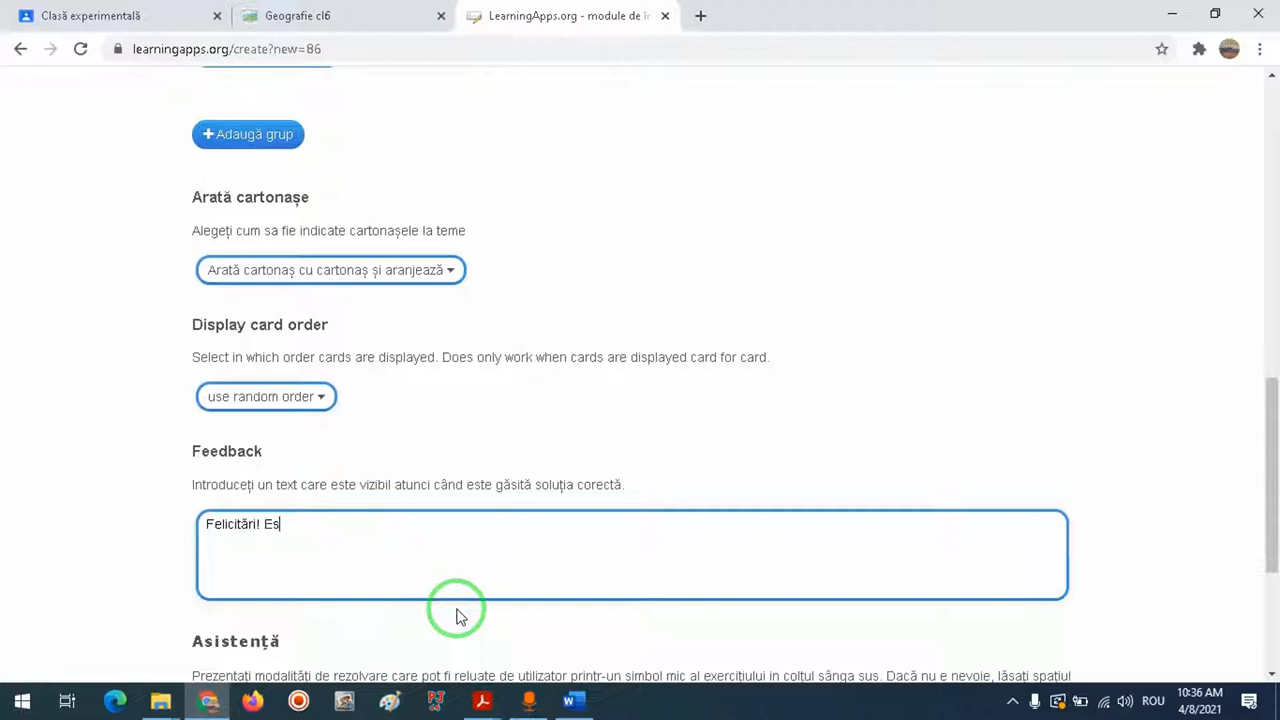 Clasă experimentală
Geografie cl6
LearningApps.org - module de în
learningapps.org/create?new=86
Adaugă grup
Arată cartonașe
Alegeți cum sa fie indicate cartonașele la teme
Arată cartonaș cu cartonaș și aranjează
Display card order
Select in which order cards are displayed. Does only work when cards are displayed card for card.
use random order
Feedback
Introduceți un text care este vizibil atunci când este găsită soluția corectă.
Felicitări! Es
Asistență
Prezentați modalități de rezolvare care pot fi reluate de utilizator printr-un simbol mic al exercițiului in colțul sânga sus. Dacă nu e nevoie, lăsați spațiul
ROU
10:36 AM
4/8/2021